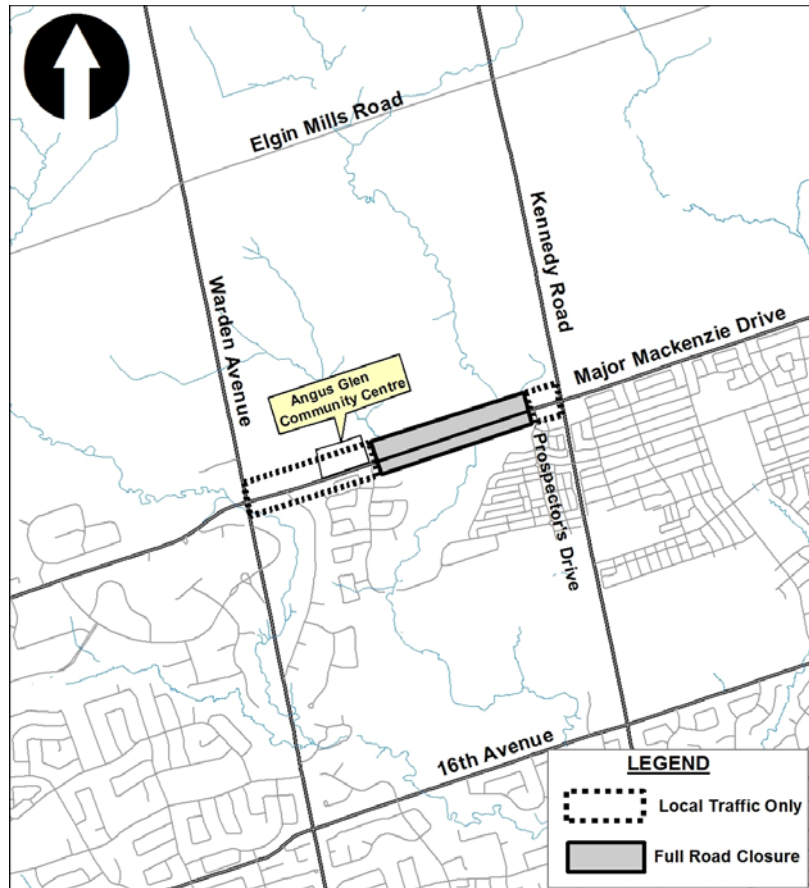 Elgin Mills Road
Kennedy Road
Warden Avenue
Major Mackenzie Drive
Angus Glen
Community Centre
Prospector's Drive
16th Avenue
LEGEND
Local Traffic Only
Full Road Closure